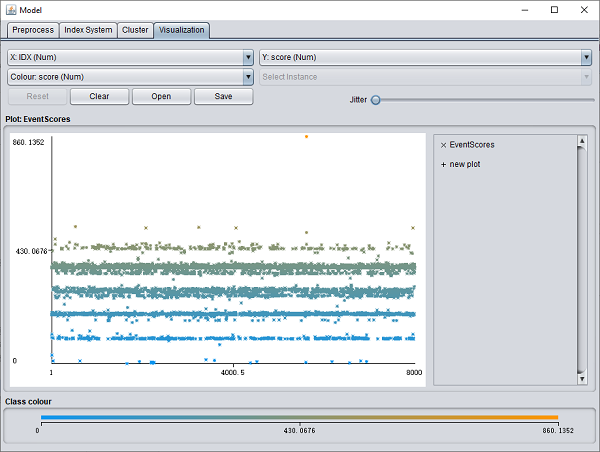 Model
Preprocess Index System Cluster Visualization
X: IDX (Num) Y: score (Num)
Colour: score (Num) Select Instance
Reset Clear Open Save Jitter
Plot: EventScores
860.1352
430.0676
0
1 4000.5 8000
EventScores
new plot
Class colour
0 430.0676 860.1352